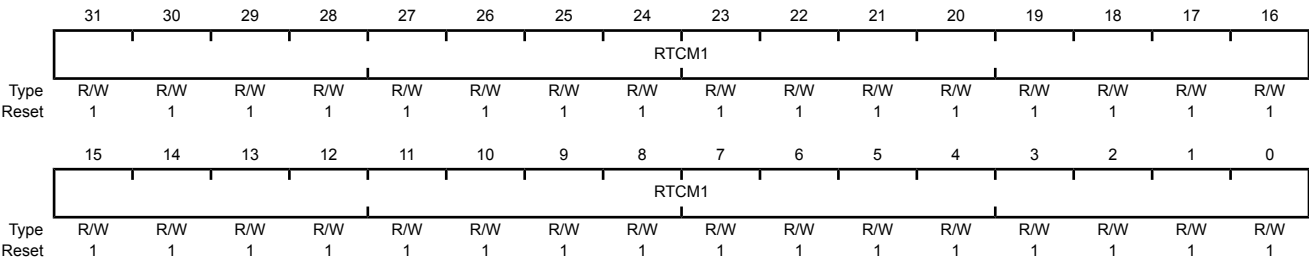 31 30 29 28 27 26 25 24 23 22 21 20 19 18 17 16
RTCM1
Type R/W R/W R/W R/W R/W R/W R/W R/W R/W R/W R/W R/W R/W R/W R/W R/W
Reset 1 1 1 1 1 1 1 1 1 1 1 1 1 1 1 1
15 14 13 12 11 10 9 8 7 6 5 4 3 2 1 0
RTCM1
Type R/W R/W R/W R/W R/W R/W R/W R/W R/W R/W R/W R/W R/W R/W R/W R/W
Reset 1 1 1 1 1 1 1 1 1 1 1 1 1 1 1 1